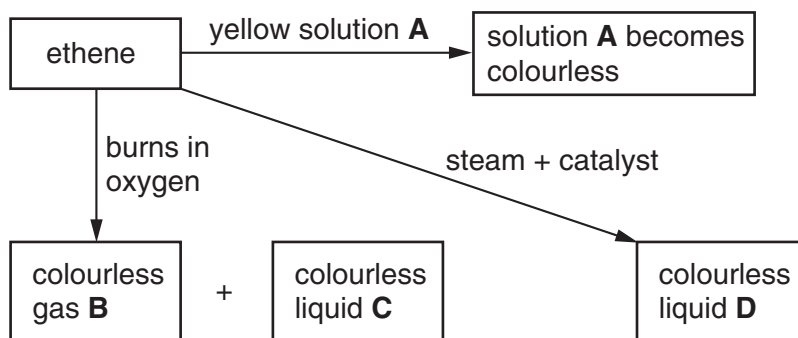 ethene
yellow solution A
solution A becomes
colourless
burns in
oxygen
steam + catalyst
colourless
gas B
+
colourless
liquid C
colourless
liquid D